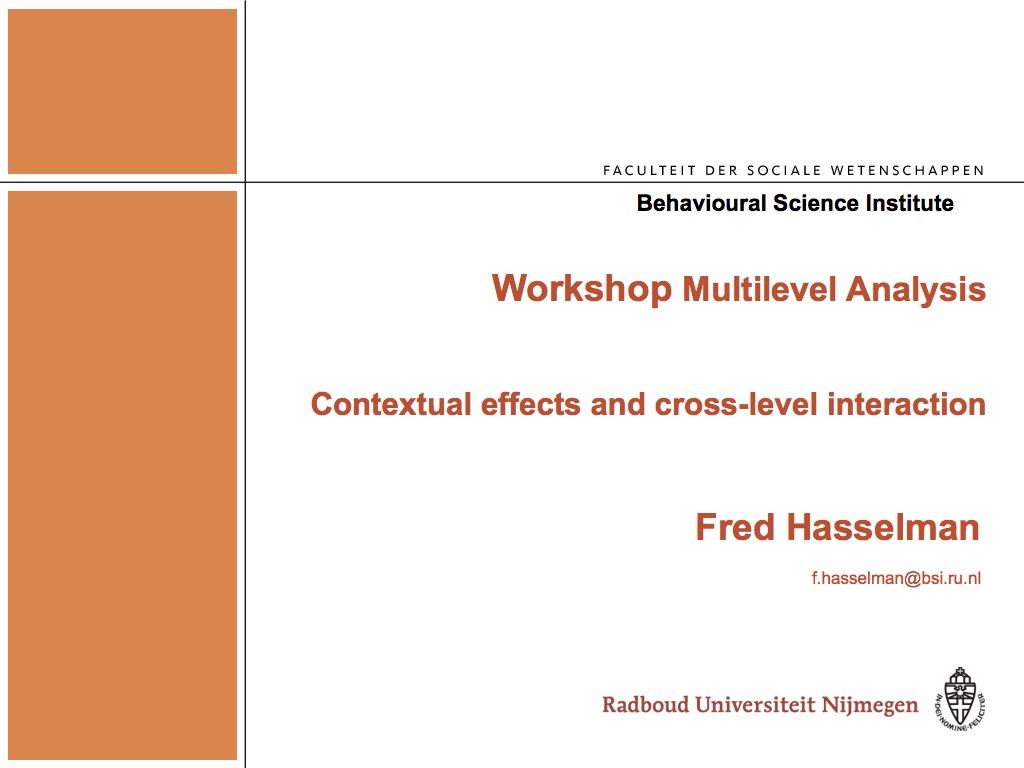 FACULTEIT DER SOCIALE WETENSCHAPPEN
Behavioural Science Institute
Workshop Multilevel Analysis
Contextual effects and cross-level interaction
Fred Hasselman
f.hasselman@bsi.ru.nl
Radboud Universiteit Nijmegen
IN·DEI·NOMINE·FELICITER